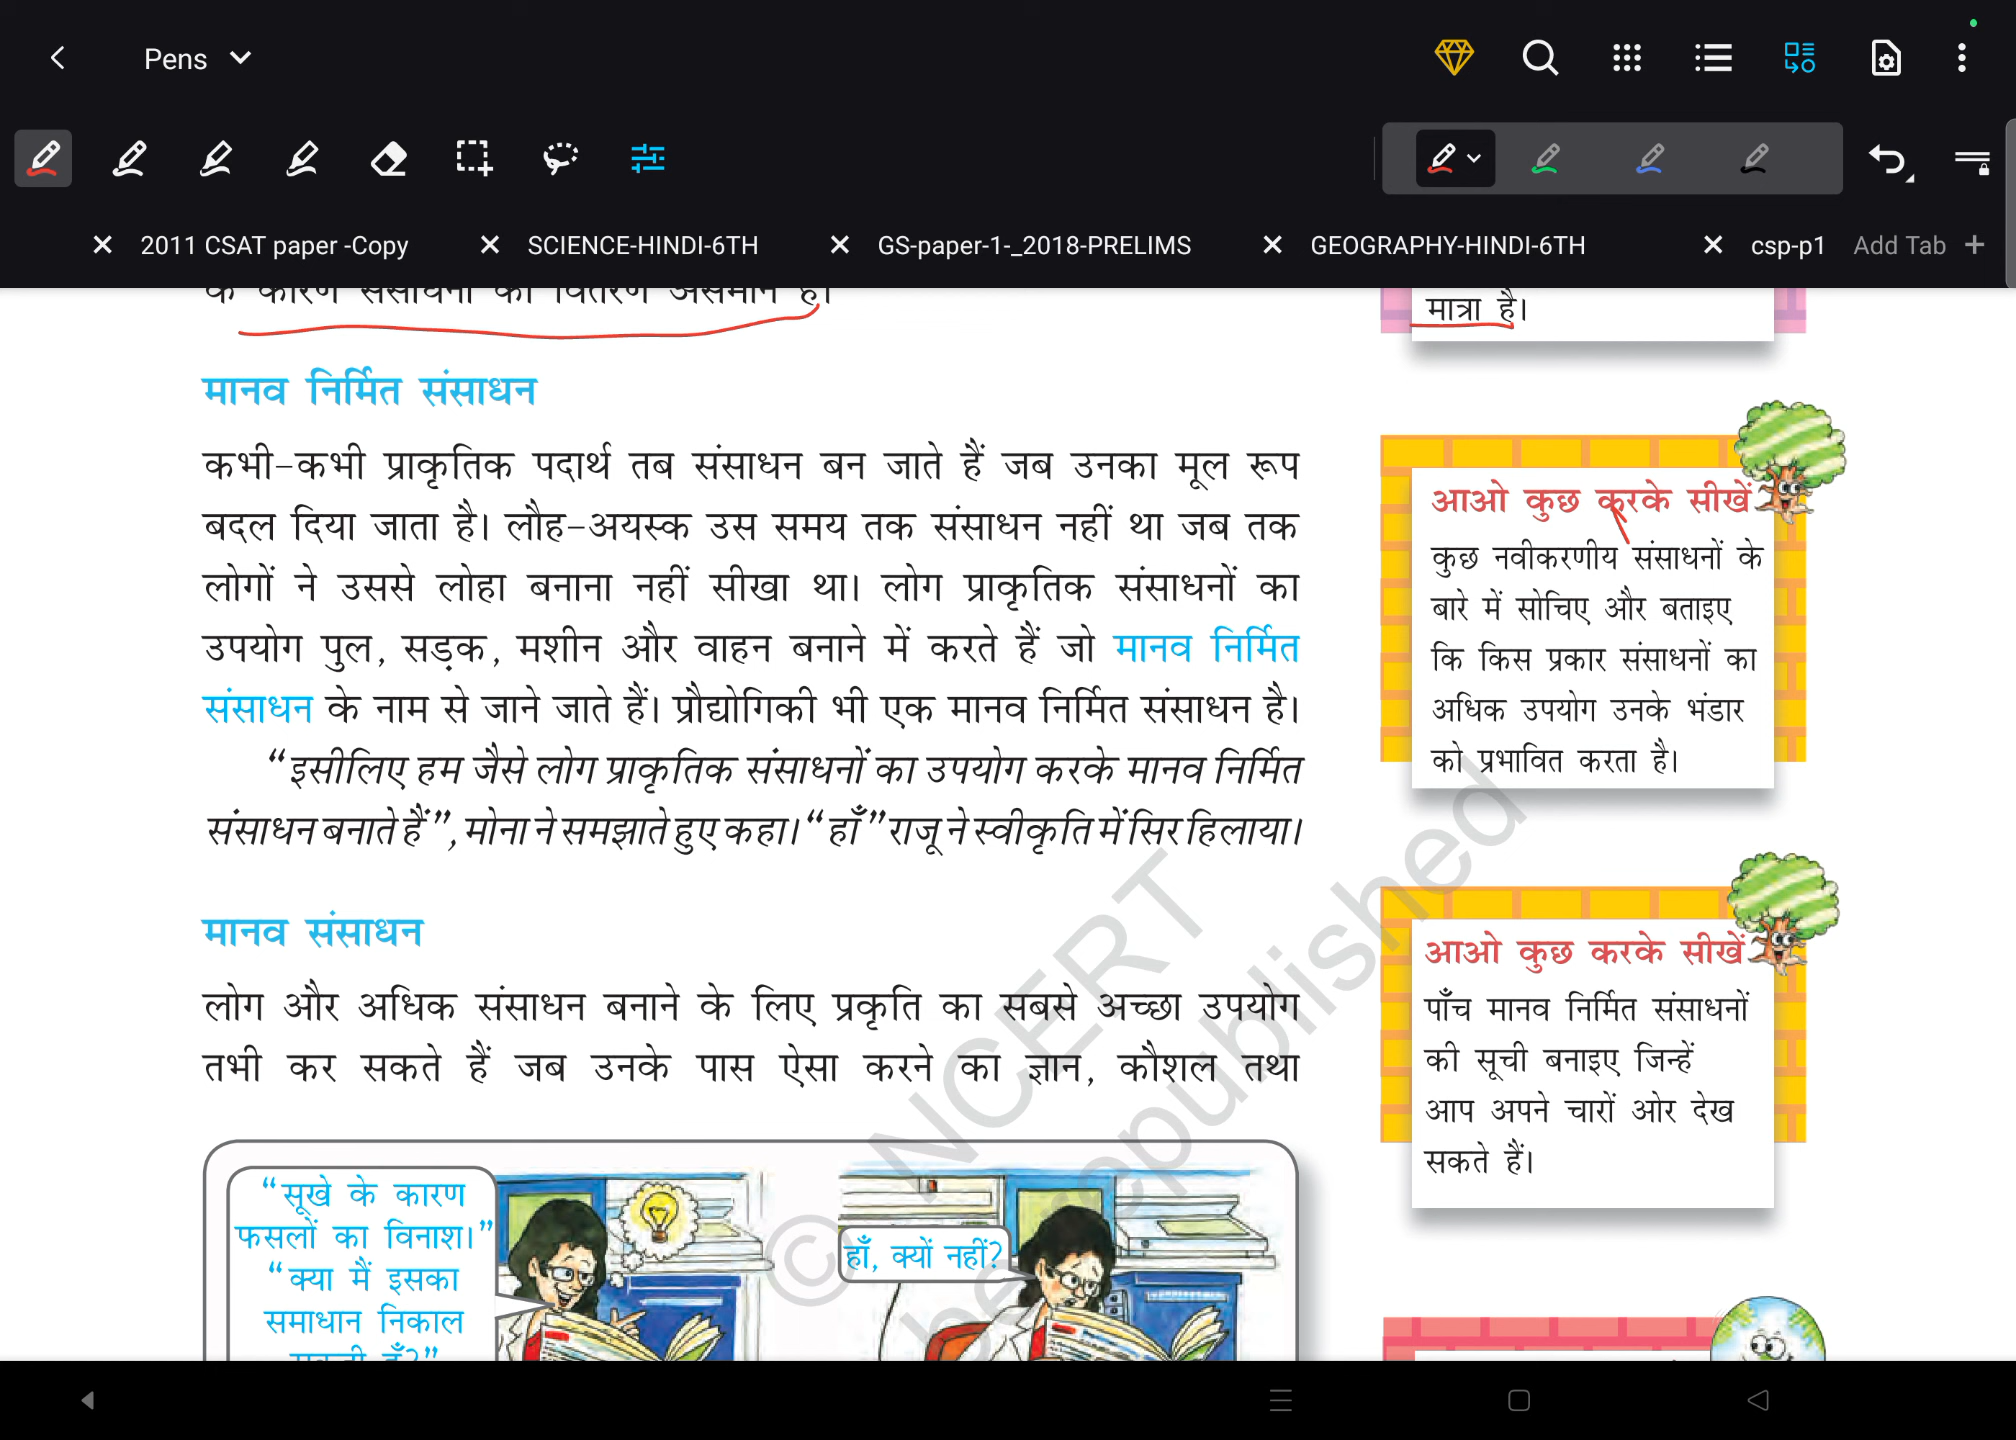 Pens
2011 CSAT paper -Copy
SCIENCE-HINDI-6TH
GS-paper-1-_2018-PRELIMS
GEOGRAPHY-HINDI-6TH
csp-p1
Add Tab
के कारण संसाधनों का वितरण असमान है।
मानव निर्मित संसाधन
कभी-कभी प्राकृतिक पदार्थ तब संसाधन बन जाते हैं जब उनका मूल रूप
बदल दिया जाता है। लौह-अयस्क उस समय तक संसाधन नहीं था जब तक
लोगों ने उससे लोहा बनाना नहीं सीखा था। लोग प्राकृतिक संसाधनों का
उपयोग पुल, सड़क, मशीन और वाहन बनाने में करते हैं जो मानव निर्मित
संसाधन के नाम से जाने जाते हैं। प्रौद्योगिकी भी एक मानव निर्मित संसाधन है।
“इसीलिए हम जैसे लोग प्राकृतिक संसाधनों का उपयोग करके मानव निर्मित
संसाधन बनाते हैं”, मोना ने समझाते हुए कहा। “हाँ” राजू ने स्वीकृति में सिर हिलाया।
मानव संसाधन
लोग और अधिक संसाधन बनाने के लिए प्रकृति का सबसे अच्छा उपयोग
तभी कर सकते हैं जब उनके पास ऐसा करने का ज्ञान, कौशल तथा
“सूखे के कारण
फसलों का विनाश।”
“क्या मैं इसका
समाधान निकाल
सकती हूँ?”
हाँ, क्यों नहीं?
मात्रा है।
आओ कुछ करके सीखें
कुछ नवीकरणीय संसाधनों के
बारे में सोचिए और बताइए
कि किस प्रकार संसाधनों का
अधिक उपयोग उनके भंडार
को प्रभावित करता है।
आओ कुछ करके सीखें
पाँच मानव निर्मित संसाधनों
की सूची बनाइए जिन्हें
आप अपने चारों ओर देख
सकते हैं।
© NCERT
be republished